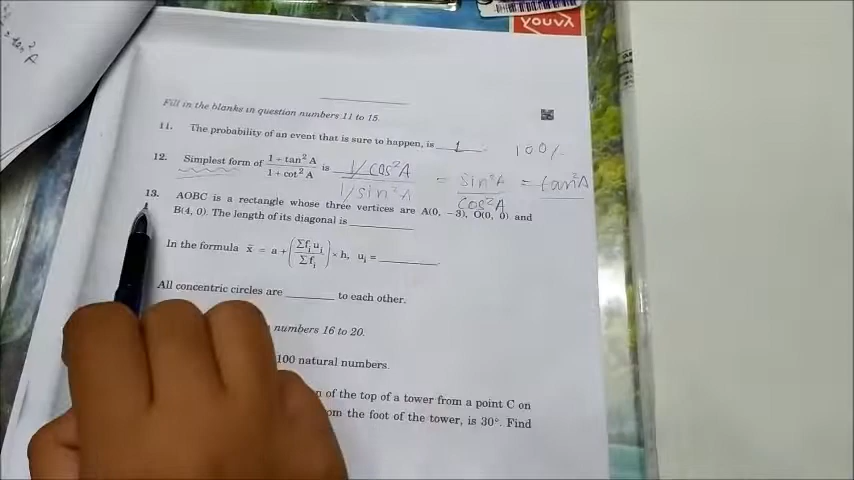 = tan² A
YOUVA
Fill in the blanks in question numbers 11 to 15.
11. The probability of an event that is sure to happen, is 1. 100%
12. Simplest form of (1 + tan² A)/(1 + cot² A) is (1/cos²A)/(1/sin²A) = sin²A/cos²A = tan²A
13. AOBC is a rectangle whose three vertices are A(0, −3), O(0, 0) and
B(4, 0). The length of its diagonal is ________
In the formula x̄ = a + (Σfᵢuᵢ/Σfᵢ) × h, uᵢ = ________
All concentric circles are ________ to each other.
numbers 16 to 20.
100 natural numbers.
of the top of a tower from a point C on
the foot of the tower, is 30°. Find